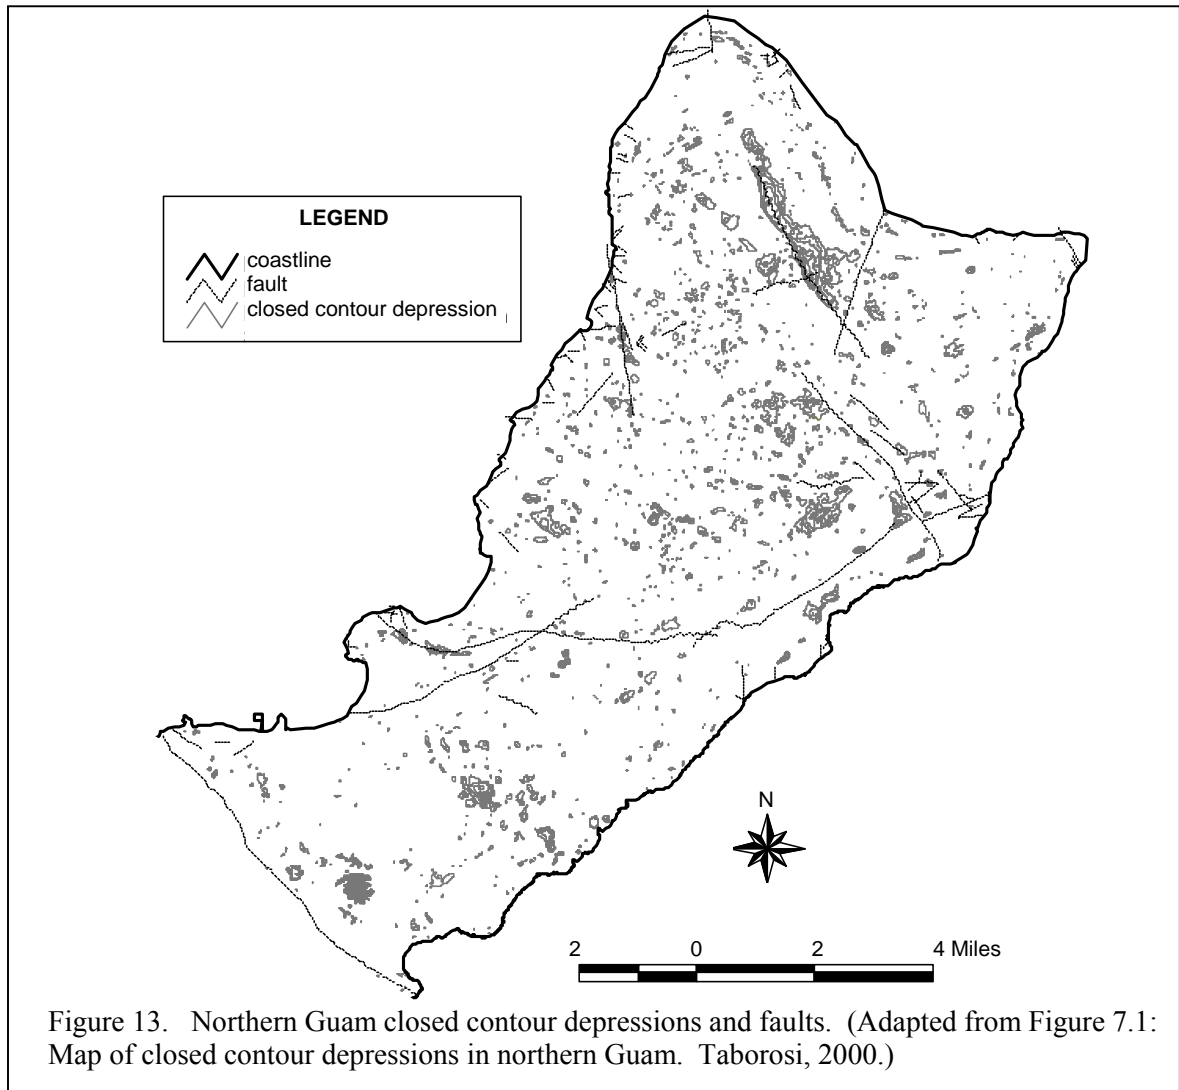 LEGEND
coastline
fault
closed contour depression
N
2 0 2 4 Miles
Figure 13. Northern Guam closed contour depressions and faults. (Adapted from Figure 7.1:
Map of closed contour depressions in northern Guam. Taborosi, 2000.)